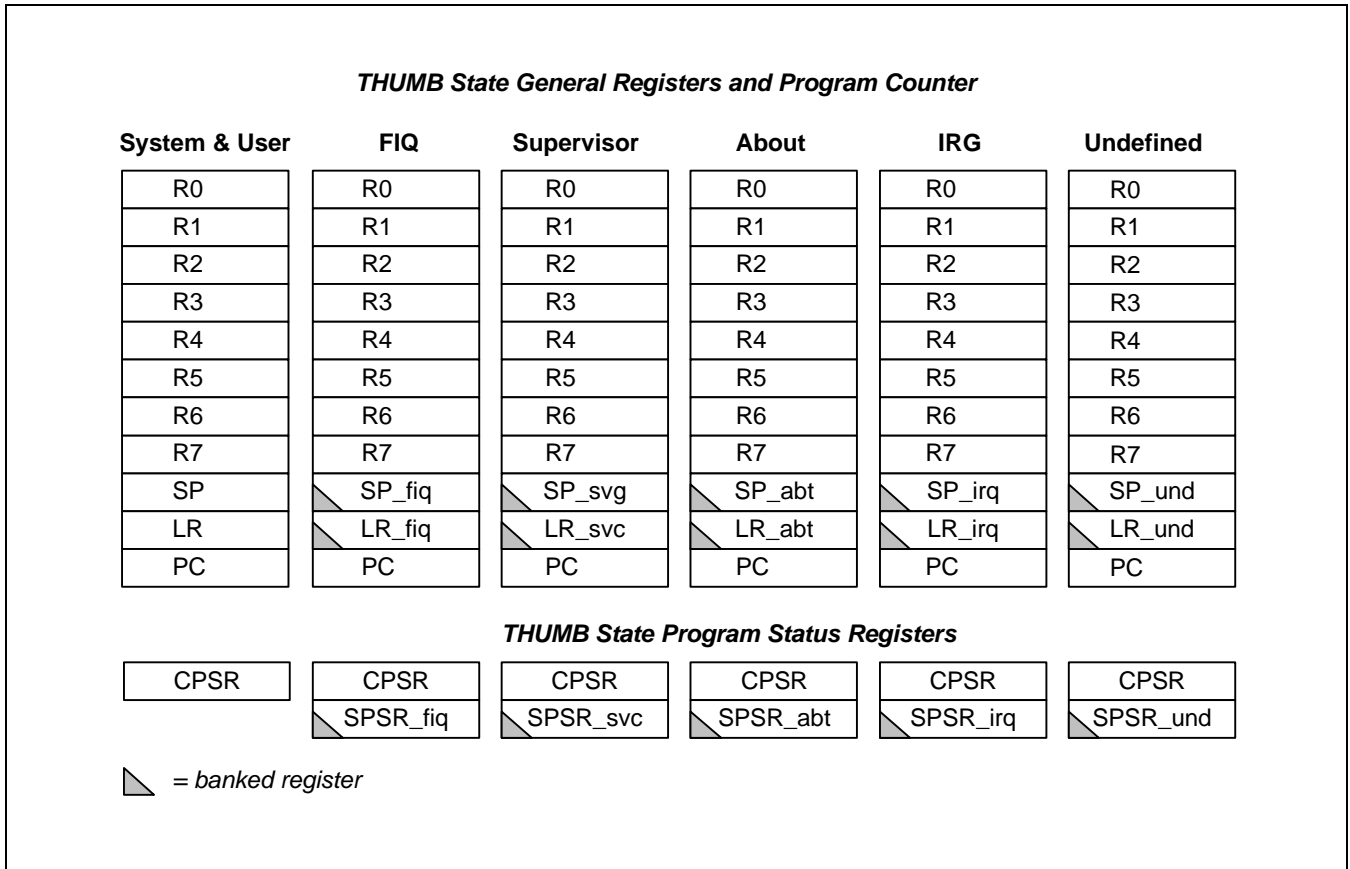 THUMB State General Registers and Program Counter
System & User FIQ Supervisor About IRG Undefined
R0 R0 R0 R0 R0 R0
R1 R1 R1 R1 R1 R1
R2 R2 R2 R2 R2 R2
R3 R3 R3 R3 R3 R3
R4 R4 R4 R4 R4 R4
R5 R5 R5 R5 R5 R5
R6 R6 R6 R6 R6 R6
R7 R7 R7 R7 R7 R7
SP SP_fiq SP_svg SP_abt SP_irq SP_und
LR LR_fiq LR_svc LR_abt LR_irq LR_und
PC PC PC PC PC PC
THUMB State Program Status Registers
CPSR CPSR CPSR CPSR CPSR CPSR
SPSR_fiq SPSR_svc SPSR_abt SPSR_irq SPSR_und
= banked register